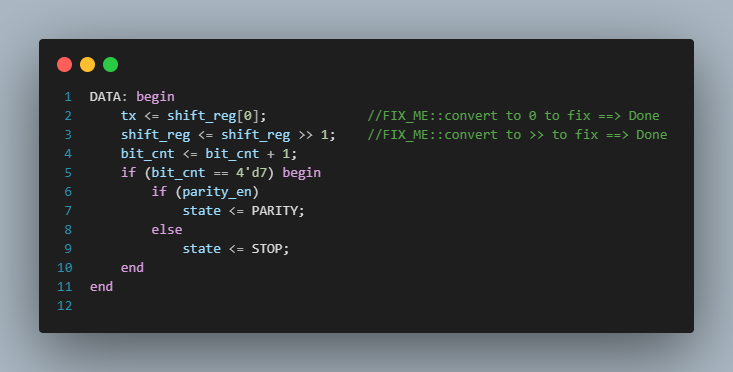 1 DATA: begin
2     tx <= shift_reg[0];             //FIX_ME::convert to 0 to fix ==> Done
3     shift_reg <= shift_reg >> 1;    //FIX_ME::convert to >> to fix ==> Done
4     bit_cnt <= bit_cnt + 1;
5     if (bit_cnt == 4'd7) begin
6         if (parity_en)
7             state <= PARITY;
8         else
9             state <= STOP;
10     end
11 end
12